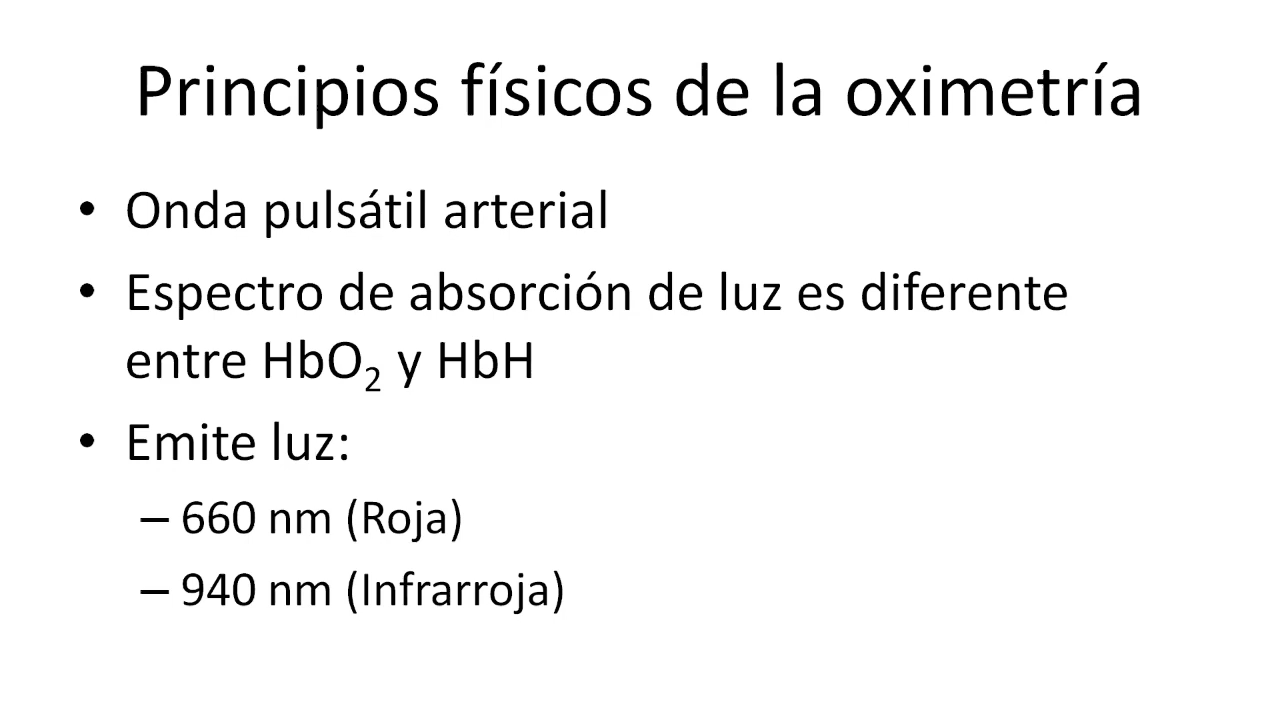 Principios físicos de la oximetría
• Onda pulsátil arterial
• Espectro de absorción de luz es diferente
entre HbO₂ y HbH
• Emite luz:
– 660 nm (Roja)
– 940 nm (Infrarroja)